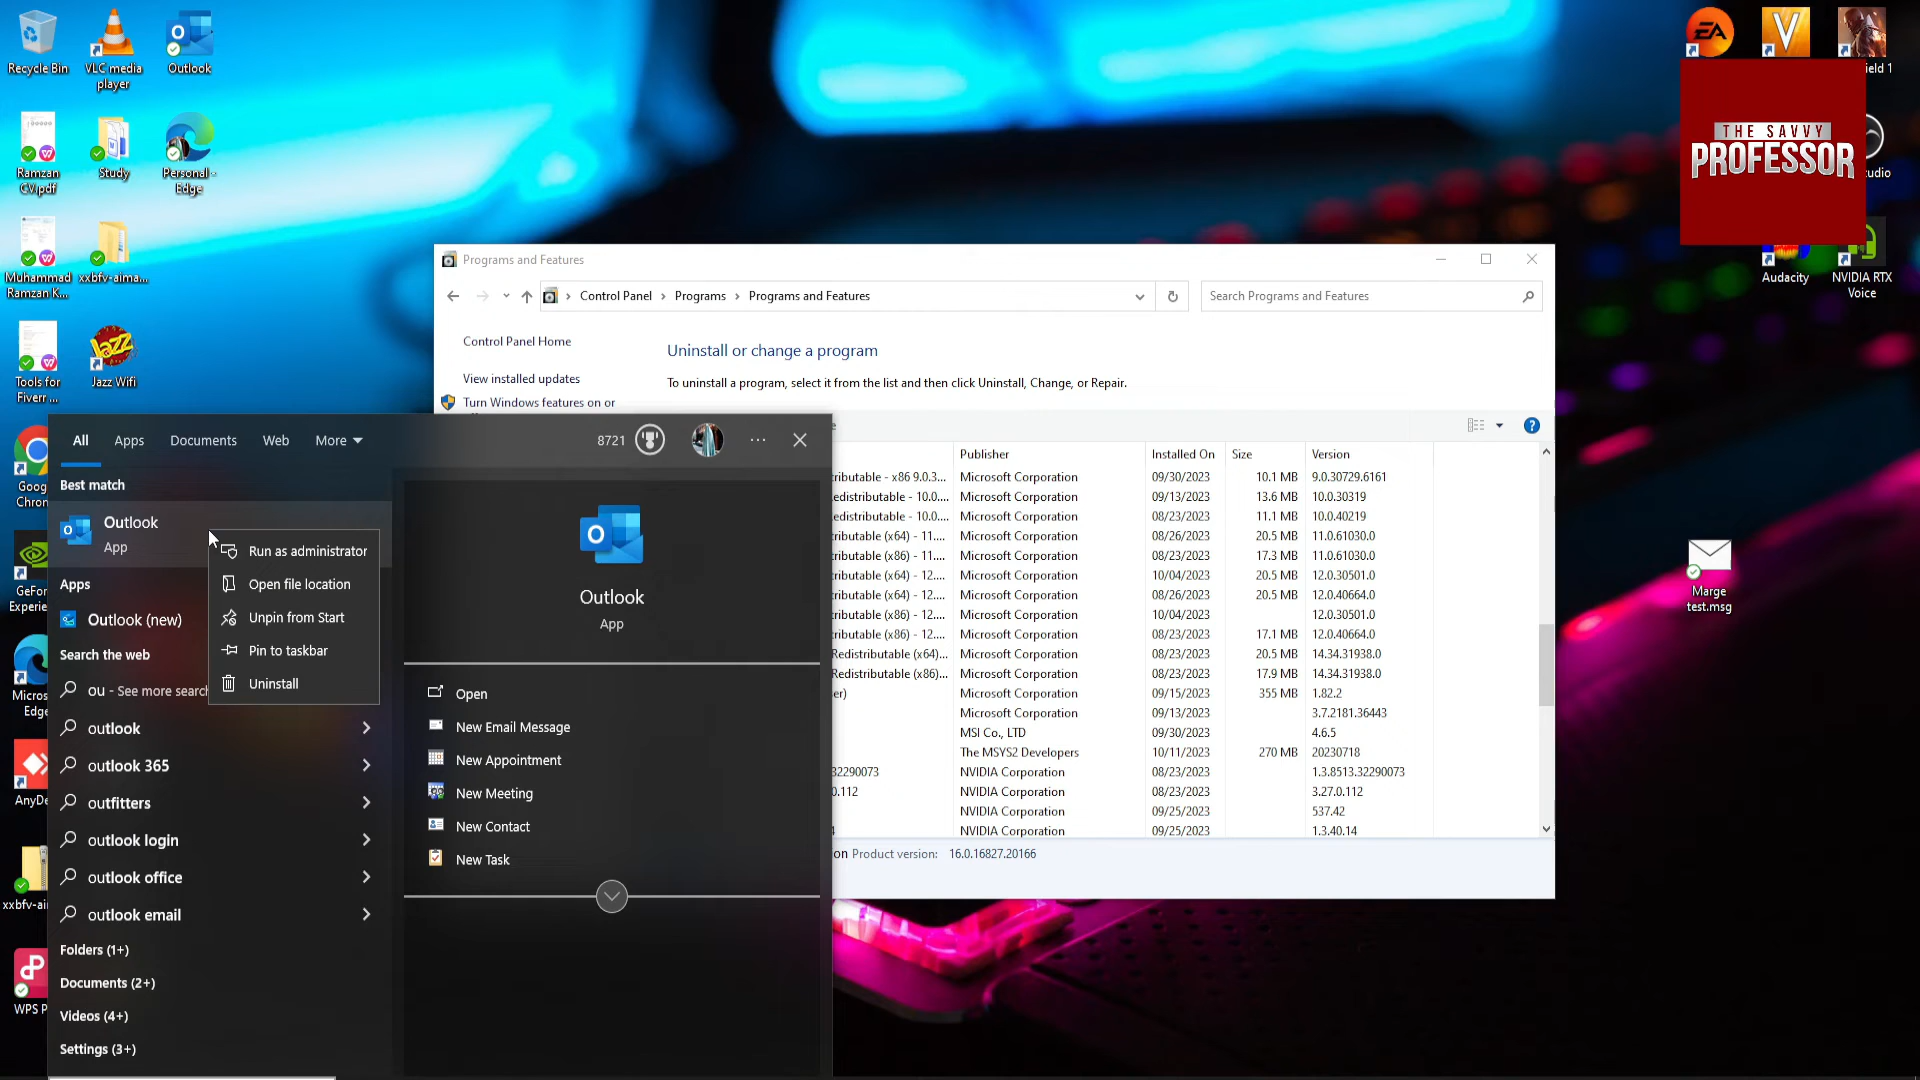 Recycle Bin
VLC media
player
Outlook
Ramzan
CV.pdf
Study
Personal -
Edge
Muhammad
Ramzan K...
xxbfv-aima...
Tools for
Fiverr ...
Jazz
Jazz Wifi
Goog
Chron
GeFor
Experie
Micros
Edge
AnyDe
xxbfv-ai
WPS P
EA
V
ield 1
THE SAVVY
PROFESSOR
udio
Audacity
NVIDIA RTX
Voice
Marge
test.msg
Programs and Features
Control Panel
Programs
Programs and Features
Search Programs and Features
Control Panel Home
View installed updates
Turn Windows features on or
Uninstall or change a program
To uninstall a program, select it from the list and then click Uninstall, Change, or Repair.
Publisher Installed On Size Version
tributable - x86 9.0.3... Microsoft Corporation 09/30/2023 10.1 MB 9.0.30729.6161
edistributable - 10.0.... Microsoft Corporation 09/13/2023 13.6 MB 10.0.30319
edistributable - 10.0.... Microsoft Corporation 08/23/2023 11.1 MB 10.0.40219
ributable (x64) - 11.... Microsoft Corporation 08/26/2023 20.5 MB 11.0.61030.0
ributable (x86) - 11.... Microsoft Corporation 08/23/2023 17.3 MB 11.0.61030.0
ributable (x64) - 12.... Microsoft Corporation 10/04/2023 20.5 MB 12.0.30501.0
ributable (x64) - 12.... Microsoft Corporation 08/26/2023 20.5 MB 12.0.40664.0
ributable (x86) - 12.... Microsoft Corporation 10/04/2023 12.0.30501.0
ributable (x86) - 12.... Microsoft Corporation 08/23/2023 17.1 MB 12.0.40664.0
Redistributable (x64)... Microsoft Corporation 08/23/2023 20.5 MB 14.34.31938.0
Redistributable (x86)... Microsoft Corporation 08/23/2023 17.9 MB 14.34.31938.0
er) Microsoft Corporation 09/15/2023 355 MB 1.82.2
Microsoft Corporation 09/13/2023 3.7.2181.36443
MSI Co., LTD 09/30/2023 4.6.5
The MSYS2 Developers 10/11/2023 270 MB 20230718
32290073 NVIDIA Corporation 08/23/2023 1.3.8513.32290073
0.112 NVIDIA Corporation 08/23/2023 3.27.0.112
NVIDIA Corporation 09/25/2023 537.42
NVIDIA Corporation 09/25/2023 1.3.40.14
on Product version: 16.0.16827.20166
All Apps Documents Web More
8721
Best match
Outlook
App
Apps
Outlook (new)
Search the web
ou - See more search
outlook
outlook 365
outfitters
outlook login
outlook office
outlook email
Folders (1+)
Documents (2+)
Videos (4+)
Settings (3+)
Run as administrator
Open file location
Unpin from Start
Pin to taskbar
Uninstall
Outlook
App
Open
New Email Message
New Appointment
New Meeting
New Contact
New Task